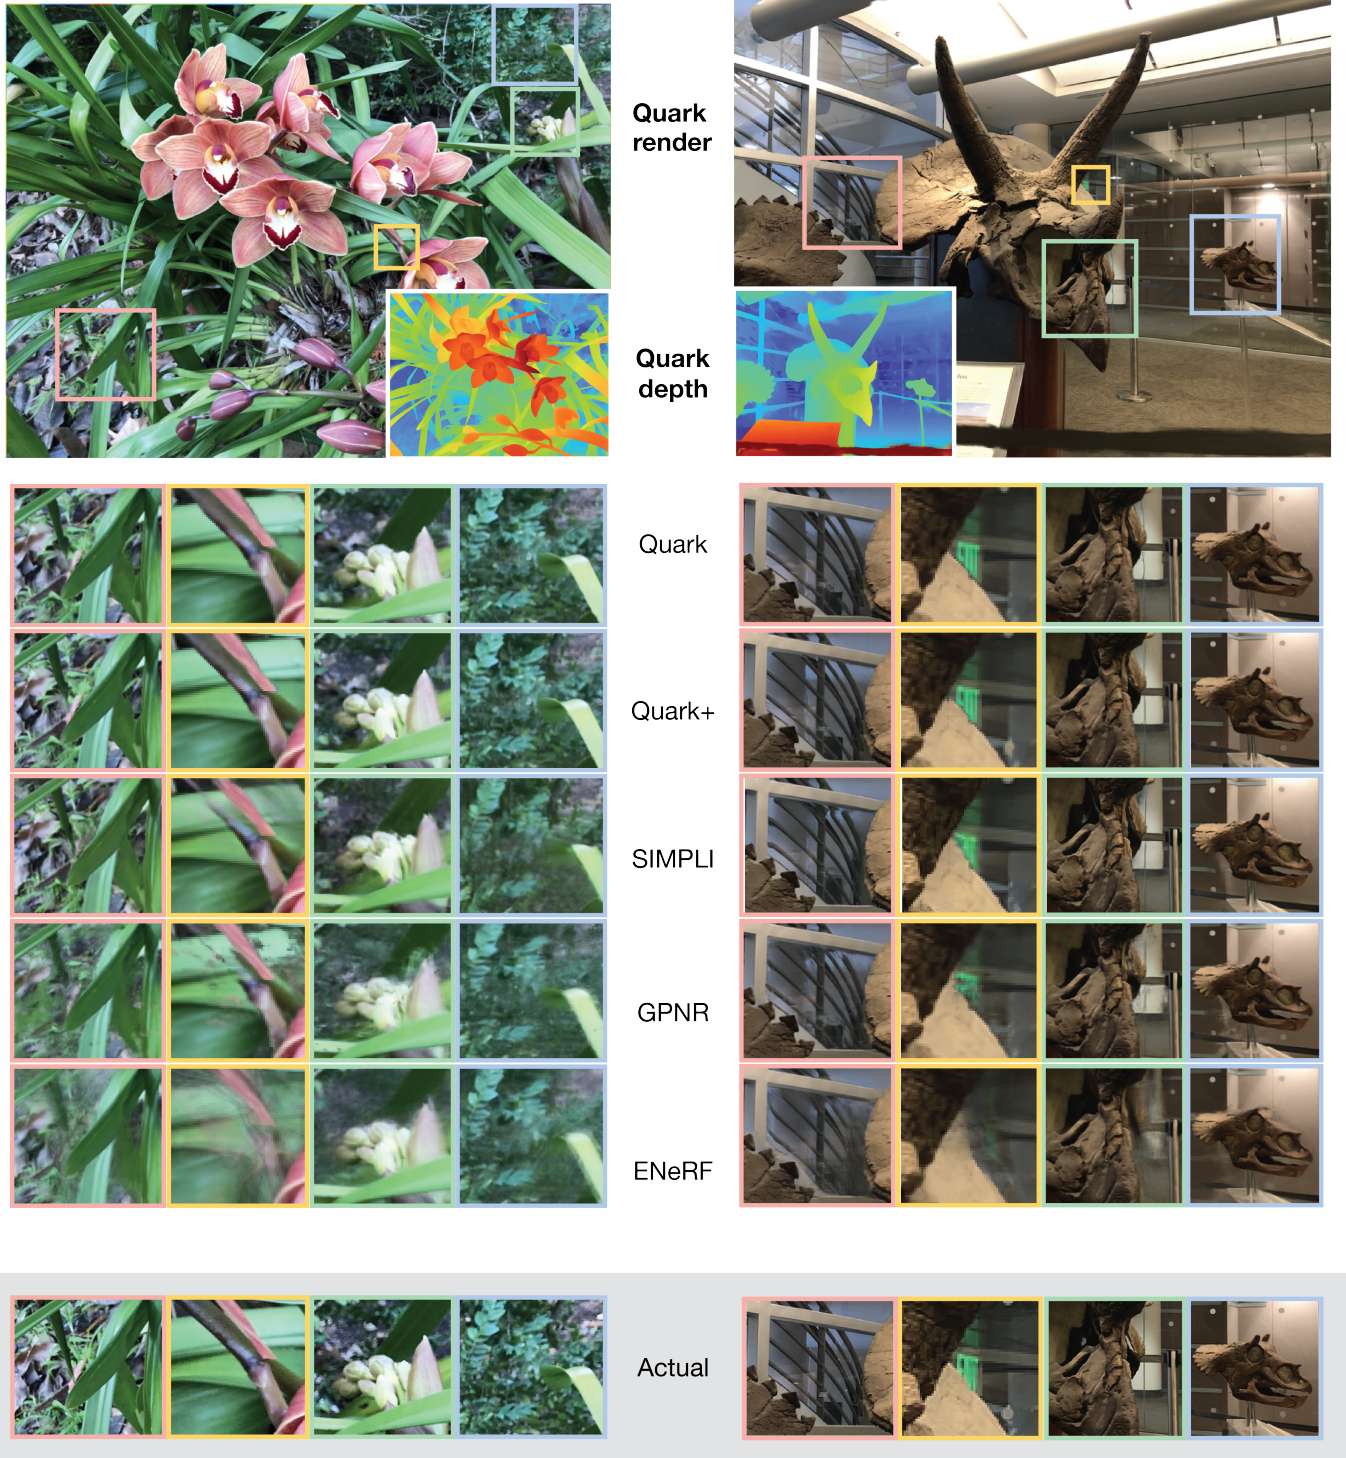 Quark
render
Quark
depth
Quark
Quark+
SIMPLI
GPNR
ENeRF
Actual